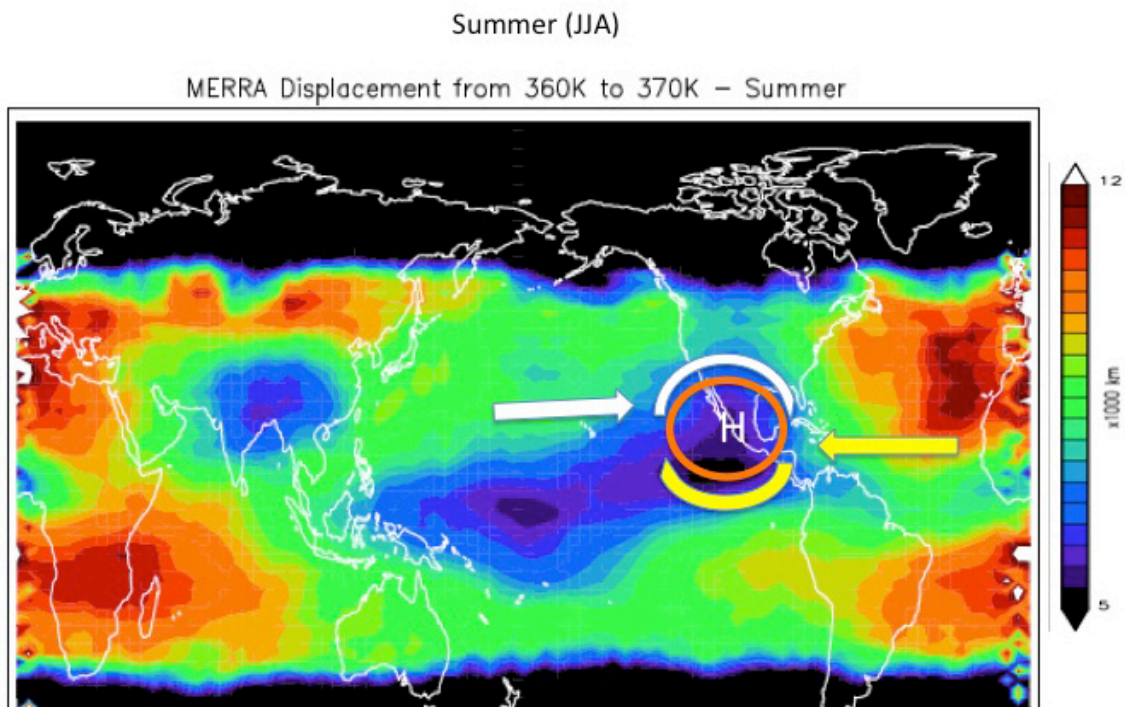 Summer (JJA)
MERRA Displacement from 360K to 370K – Summer
12
x1000 km
H
5